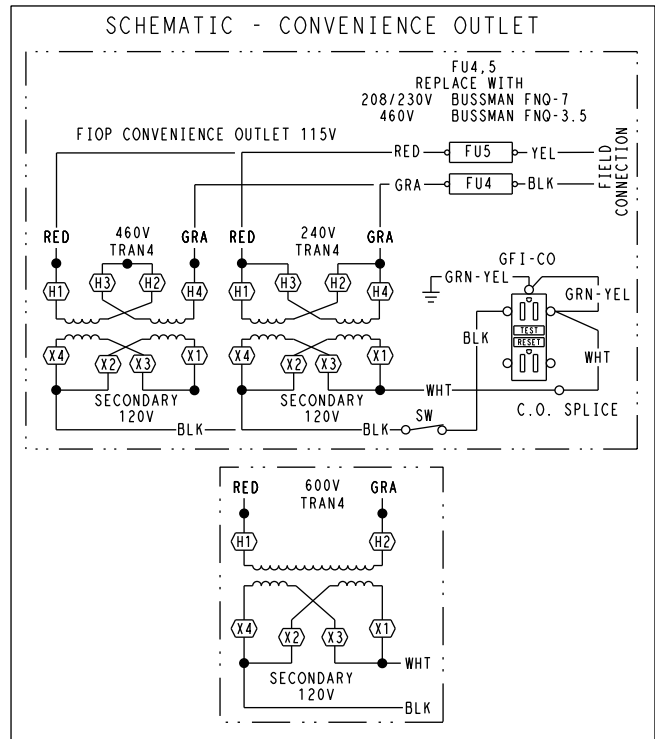 SCHEMATIC - CONVENIENCE OUTLET
FU4,5
REPLACE WITH
208/230V BUSSMAN FNQ-7
460V BUSSMAN FNQ-3.5
FIOP CONVENIENCE OUTLET 115V
RED FU5 YEL
GRA FU4 BLK
FIELD
CONNECTION
RED 460V GRA RED 240V GRA
TRAN4 TRAN4
H1 H3 H2 H4 H1 H3 H2 H4
GFI-CO
GRN-YEL
GRN-YEL
X4 X2 X3 X1 X4 X2 X3 X1
BLK
TEST
RESET
WHT
SECONDARY WHT SECONDARY
120V 120V
C.O. SPLICE
BLK BLK SW
RED 600V GRA
TRAN4
H1 H2
X4 X2 X3 X1
WHT
SECONDARY
120V
BLK